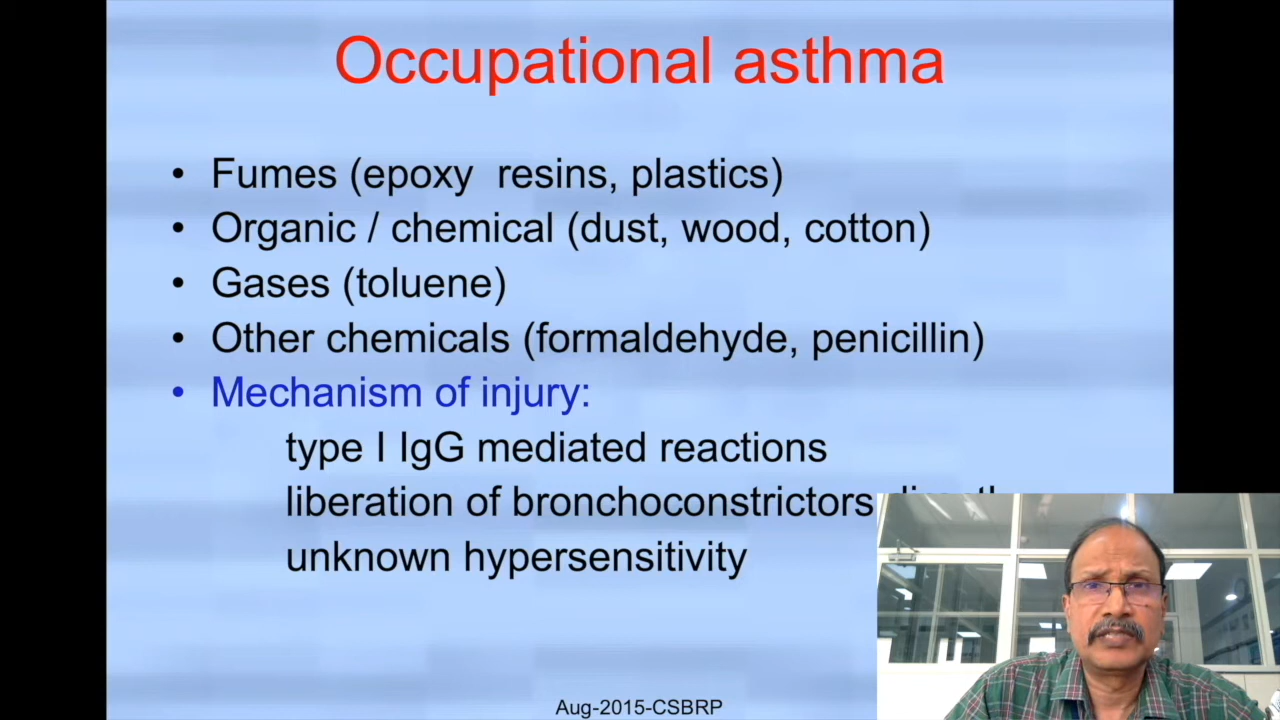 Occupational asthma
• Fumes (epoxy resins, plastics)
• Organic / chemical (dust, wood, cotton)
• Gases (toluene)
• Other chemicals (formaldehyde, penicillin)
• Mechanism of injury:
type I IgG mediated reactions
liberation of bronchoconstrictors
unknown hypersensitivity
Aug-2015-CSBRP